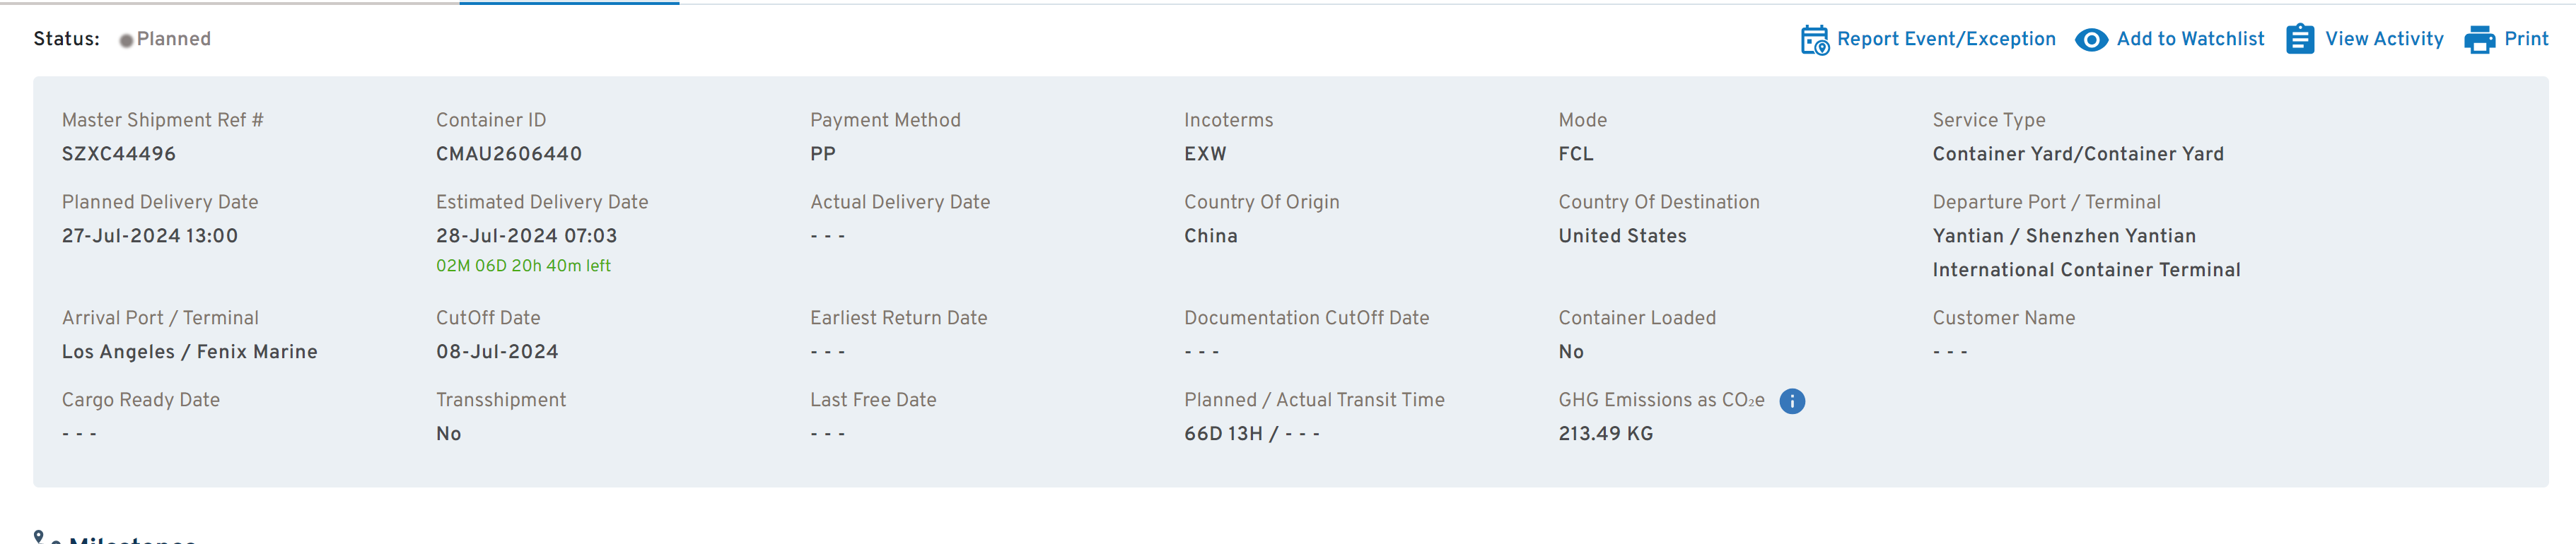 Status: Planned Report Event/Exception Add to Watchlist View Activity Print
Master Shipment Ref # Container ID Payment Method Incoterms Mode Service Type
SZXC44496 CMAU2606440 PP EXW FCL Container Yard/Container Yard
Planned Delivery Date Estimated Delivery Date Actual Delivery Date Country Of Origin Country Of Destination Departure Port / Terminal
27-Jul-2024 13:00 28-Jul-2024 07:03 - - - China United States Yantian / Shenzhen Yantian
02M 06D 20h 40m left International Container Terminal
Arrival Port / Terminal CutOff Date Earliest Return Date Documentation CutOff Date Container Loaded Customer Name
Los Angeles / Fenix Marine 08-Jul-2024 - - - - - - No - - -
Cargo Ready Date Transshipment Last Free Date Planned / Actual Transit Time GHG Emissions as CO₂e
- - - No - - - 66D 13H / - - - 213.49 KG
Milestones